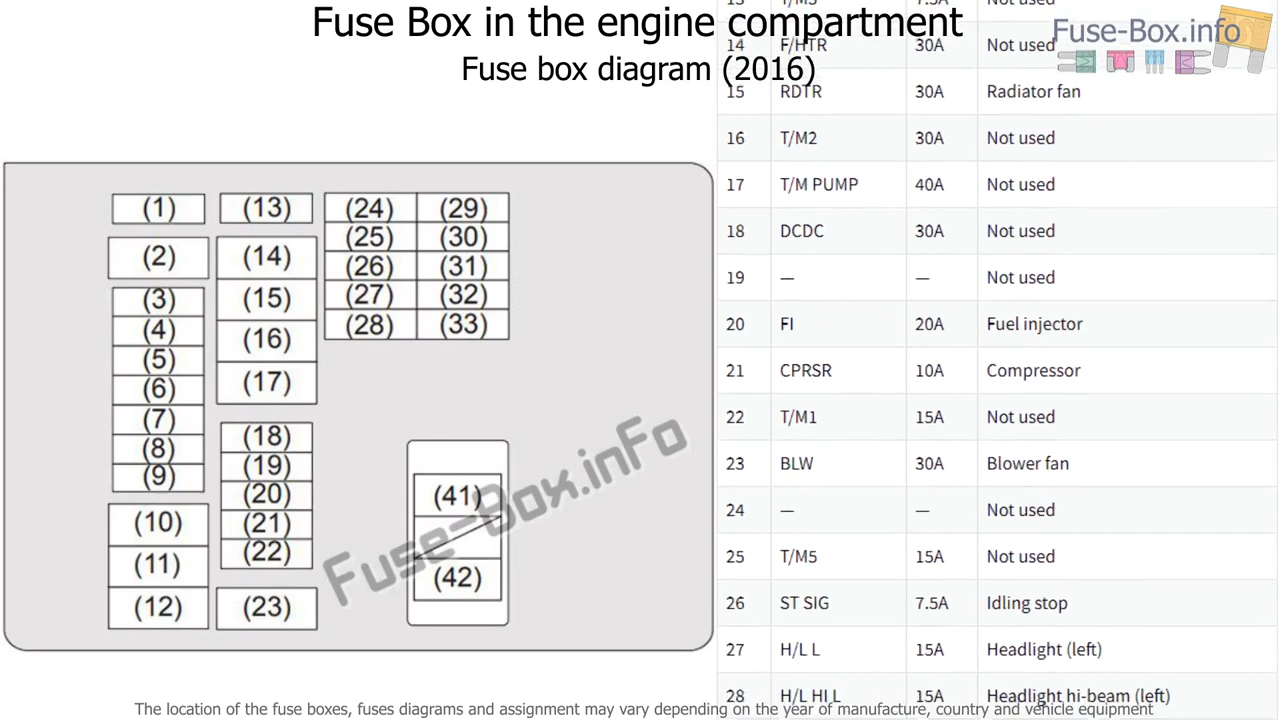 Fuse Box in the engine compartment
Fuse box diagram (2016)
Fuse-Box.info
(1) (13) (24) (29)
(25) (30)
(2) (14) (26) (31)
(3) (15) (27) (32)
(4) (16) (28) (33)
(5)
(6) (17)
(7)
(8) (18)
(9) (19)
(20) (41)
(10) (21)
(11) (22)
(42)
(12) (23)
Fuse-Box.inFo
13 T/M3 7.5A Not used
14 F/HTR 30A Not used
15 RDTR 30A Radiator fan
16 T/M2 30A Not used
17 T/M PUMP 40A Not used
18 DCDC 30A Not used
19 — — Not used
20 FI 20A Fuel injector
21 CPRSR 10A Compressor
22 T/M1 15A Not used
23 BLW 30A Blower fan
24 — — Not used
25 T/M5 15A Not used
26 ST SIG 7.5A Idling stop
27 H/L L 15A Headlight (left)
28 H/L HI L 15A Headlight hi-beam (left)
The location of the fuse boxes, fuses diagrams and assignment may vary depending on the year of manufacture, country and vehicle equipment